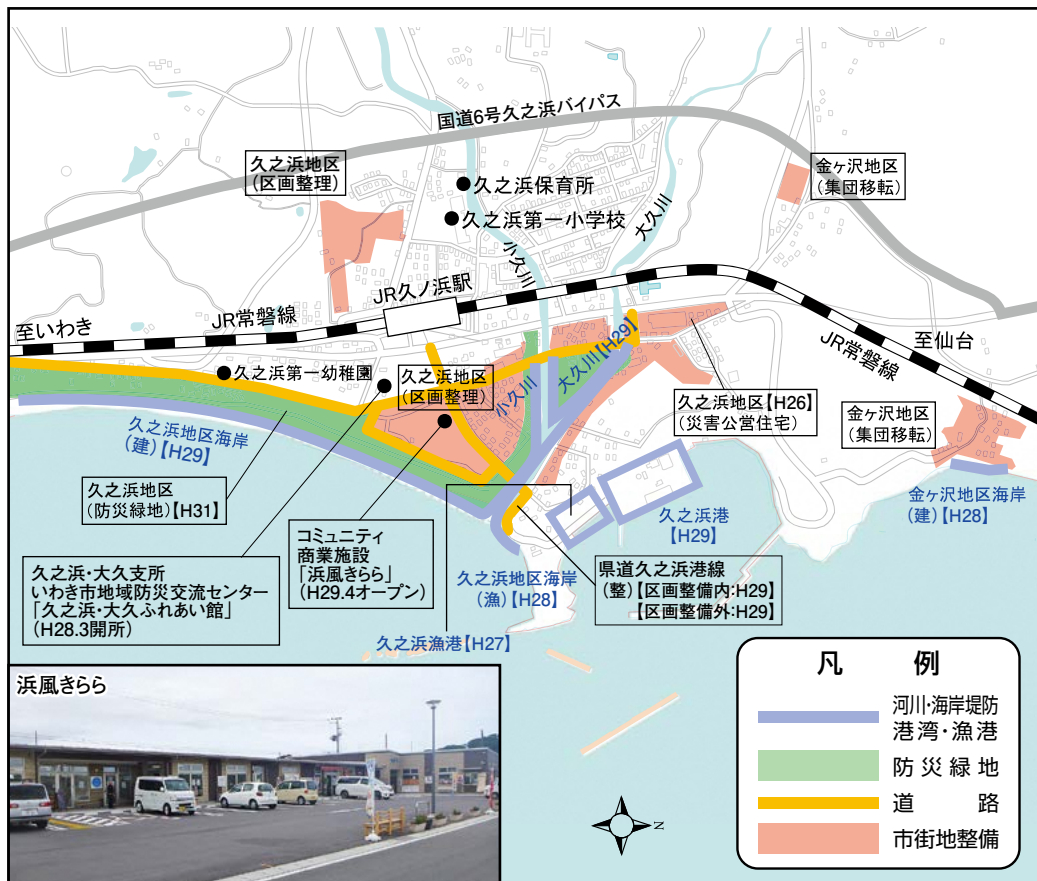 国道6号久之浜バイパス
久之浜地区
(区画整理)
金ヶ沢地区
(集団移転)
久之浜保育所
久之浜第一小学校
小久川
大久川
JR久ノ浜駅
JR常磐線
至いわき
至仙台
JR常磐線
久之浜第一幼稚園
久之浜地区
(区画整理)
小久川
大久川【H29】
久之浜地区【H26】
(災害公営住宅)
金ヶ沢地区
(集団移転)
久之浜地区海岸
(建)【H29】
久之浜地区
(防災緑地)【H31】
久之浜港
【H29】
金ヶ沢地区海岸
(建)【H28】
久之浜・大久支所
いわき市地域防災交流センター
「久之浜・大久ふれあい館」
(H28.3開所)
コミュニティ
商業施設
「浜風きらら」
(H29.4オープン)
久之浜地区海岸
(漁)【H28】
県道久之浜港線
(整)【区画整備内:H29】
【区画整備外:H29】
久之浜漁港【H27】
浜風きらら
N
凡 例
河川・海岸堤防
港湾・漁港
防災緑地
道 路
市街地整備